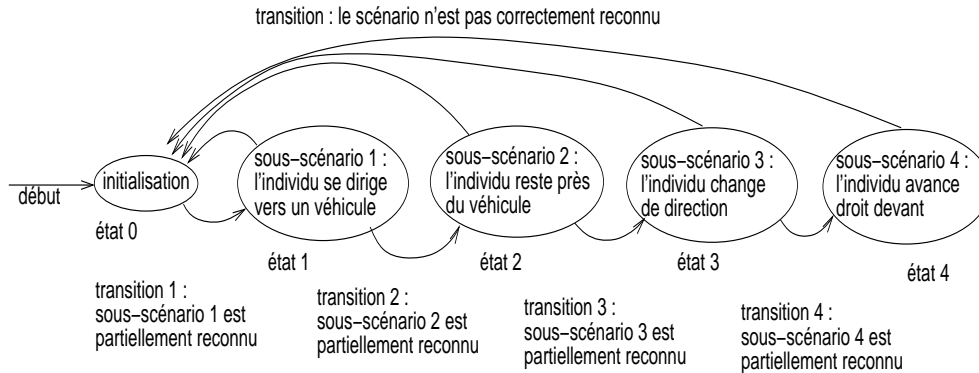 transition : le scénario n'est pas correctement reconnu
début
initialisation
état 0
sous−scénario 1 :
l'individu se dirige
vers un véhicule
état 1
sous−scénario 2 :
l'individu reste près
du véhicule
état 2
sous−scénario 3 :
l'individu change
de direction
état 3
sous−scénario 4 :
l'individu avance
droit devant
état 4
transition 1 :
sous−scénario 1 est
partiellement reconnu
transition 2 :
sous−scénario 2 est
partiellement reconnu
transition 3 :
sous−scénario 3 est
partiellement reconnu
transition 4 :
sous−scénario 4 est
partiellement reconnu